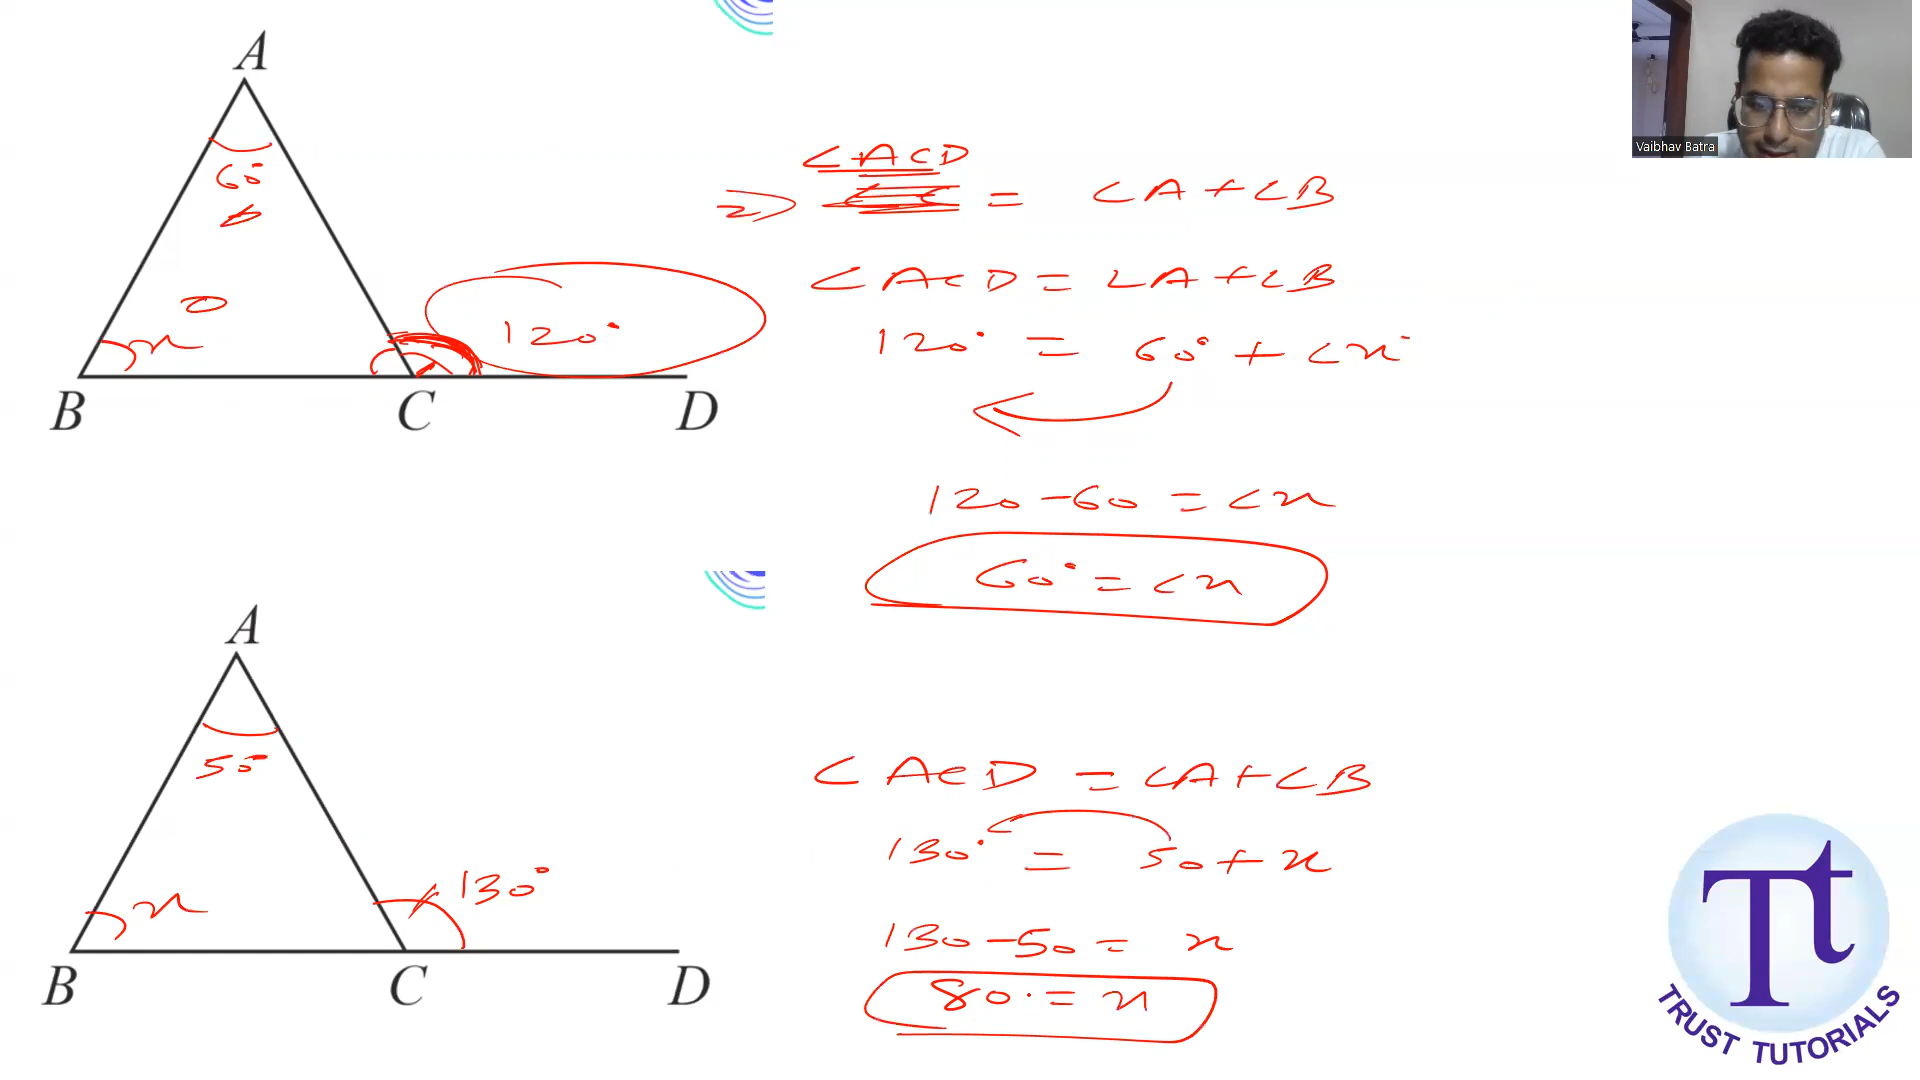 A
60°
x
120°
B
C
D
∠ACD
⇒ = ∠A + ∠B
∠ACD = ∠A + ∠B
120° = 60° + ∠x°
120 - 60 = ∠x
60° = ∠x
Vaibhav Batra
A
50°
x
130°
B
C
D
∠ACD = ∠A + ∠B
130° = 50 + x
130 - 50 = x
80° = x
Tt
TRUST TUTORIALS